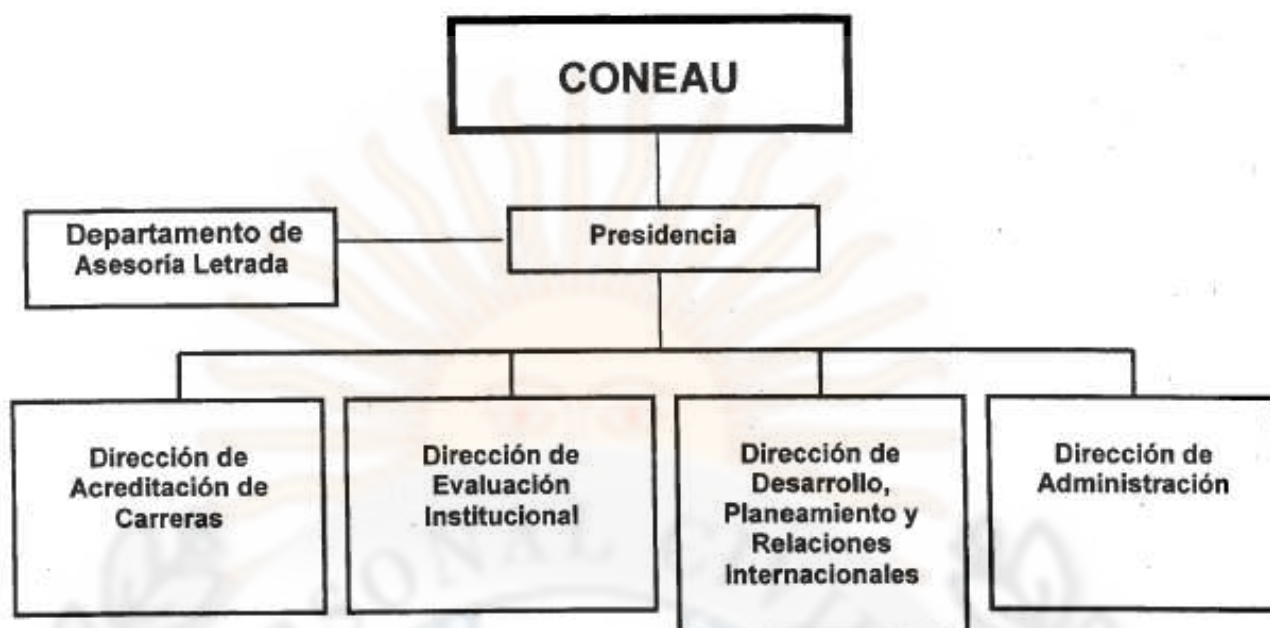 CONEAU
Departamento de
Asesoría Letrada
Presidencia
Dirección de
Acreditación de
Carreras
Dirección de
Evaluación
Institucional
Dirección de
Desarrollo,
Planeamiento y
Relaciones
Internacionales
Dirección de
Administración